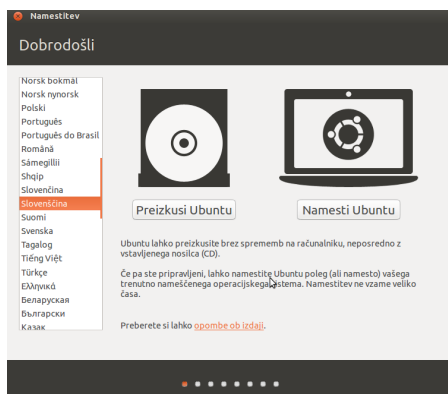 Namestitev
Dobrodošli
Norsk bokmål
Norsk nynorsk
Polski
Português
Português do Brasil
Română
Sámegillii
Shqip
Slovenčina
Slovenščina
Suomi
Svenska
Tagalog
Tiếng Việt
Türkçe
Ελληνικά
Беларуская
Български
Казак
Preizkusi Ubuntu
Namesti Ubuntu
Ubuntu lahko preizkusite brez sprememb na računalniku, neposredno z
vstavljenega nosilca (CD).
Če pa ste pripravljeni, lahko namestite Ubuntu poleg (ali namesto) vašega
trenutno nameščenega operacijskega sistema. Namestitev ne vzame veliko
časa.
Preberete si lahko opombe ob izdaji.